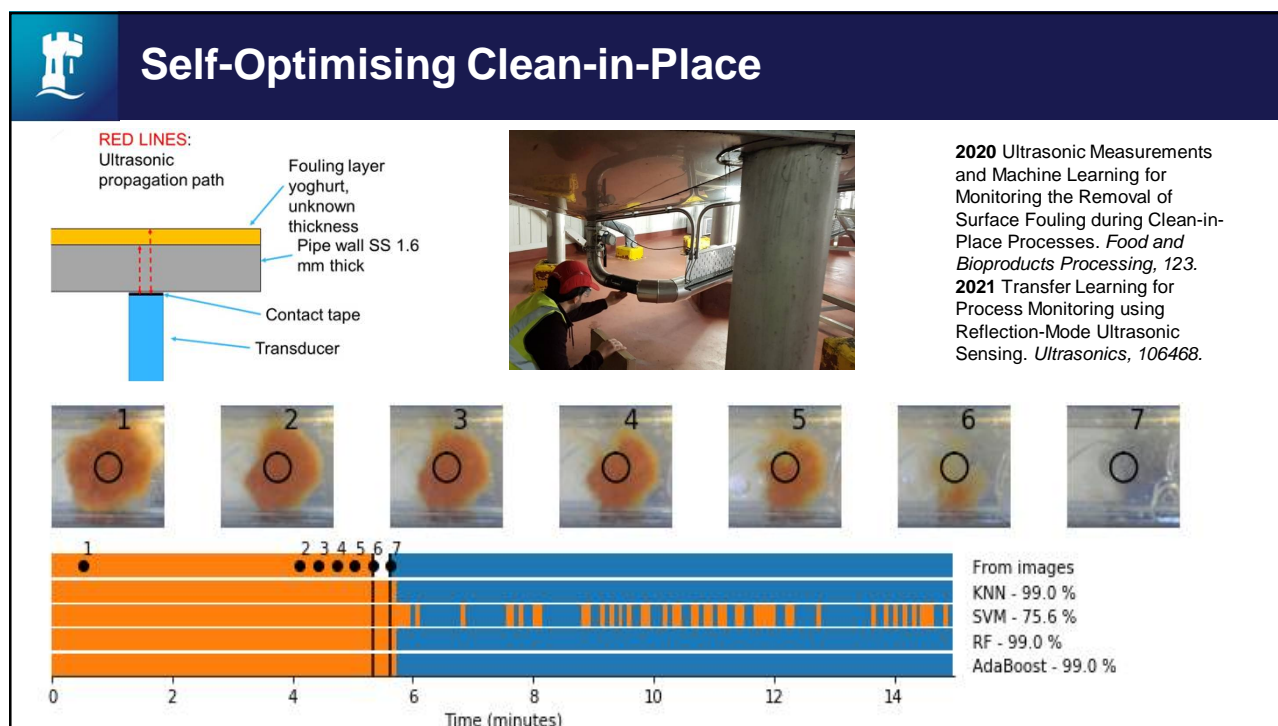 Self-Optimising Clean-in-Place
RED LINES:
Ultrasonic
propagation path
Fouling layer
yoghurt,
unknown
thickness
Pipe wall SS 1.6
mm thick
Contact tape
Transducer
2020 Ultrasonic Measurements
and Machine Learning for
Monitoring the Removal of
Surface Fouling during Clean-in-
Place Processes. Food and
Bioproducts Processing, 123.
2021 Transfer Learning for
Process Monitoring using
Reflection-Mode Ultrasonic
Sensing. Ultrasonics, 106468.
1 2 3 4 5 6 7
1 2 3 4 5 6 7
From images
KNN - 99.0 %
SVM - 75.6 %
RF - 99.0 %
AdaBoost - 99.0 %
0 2 4 6 8 10 12 14
Time (minutes)